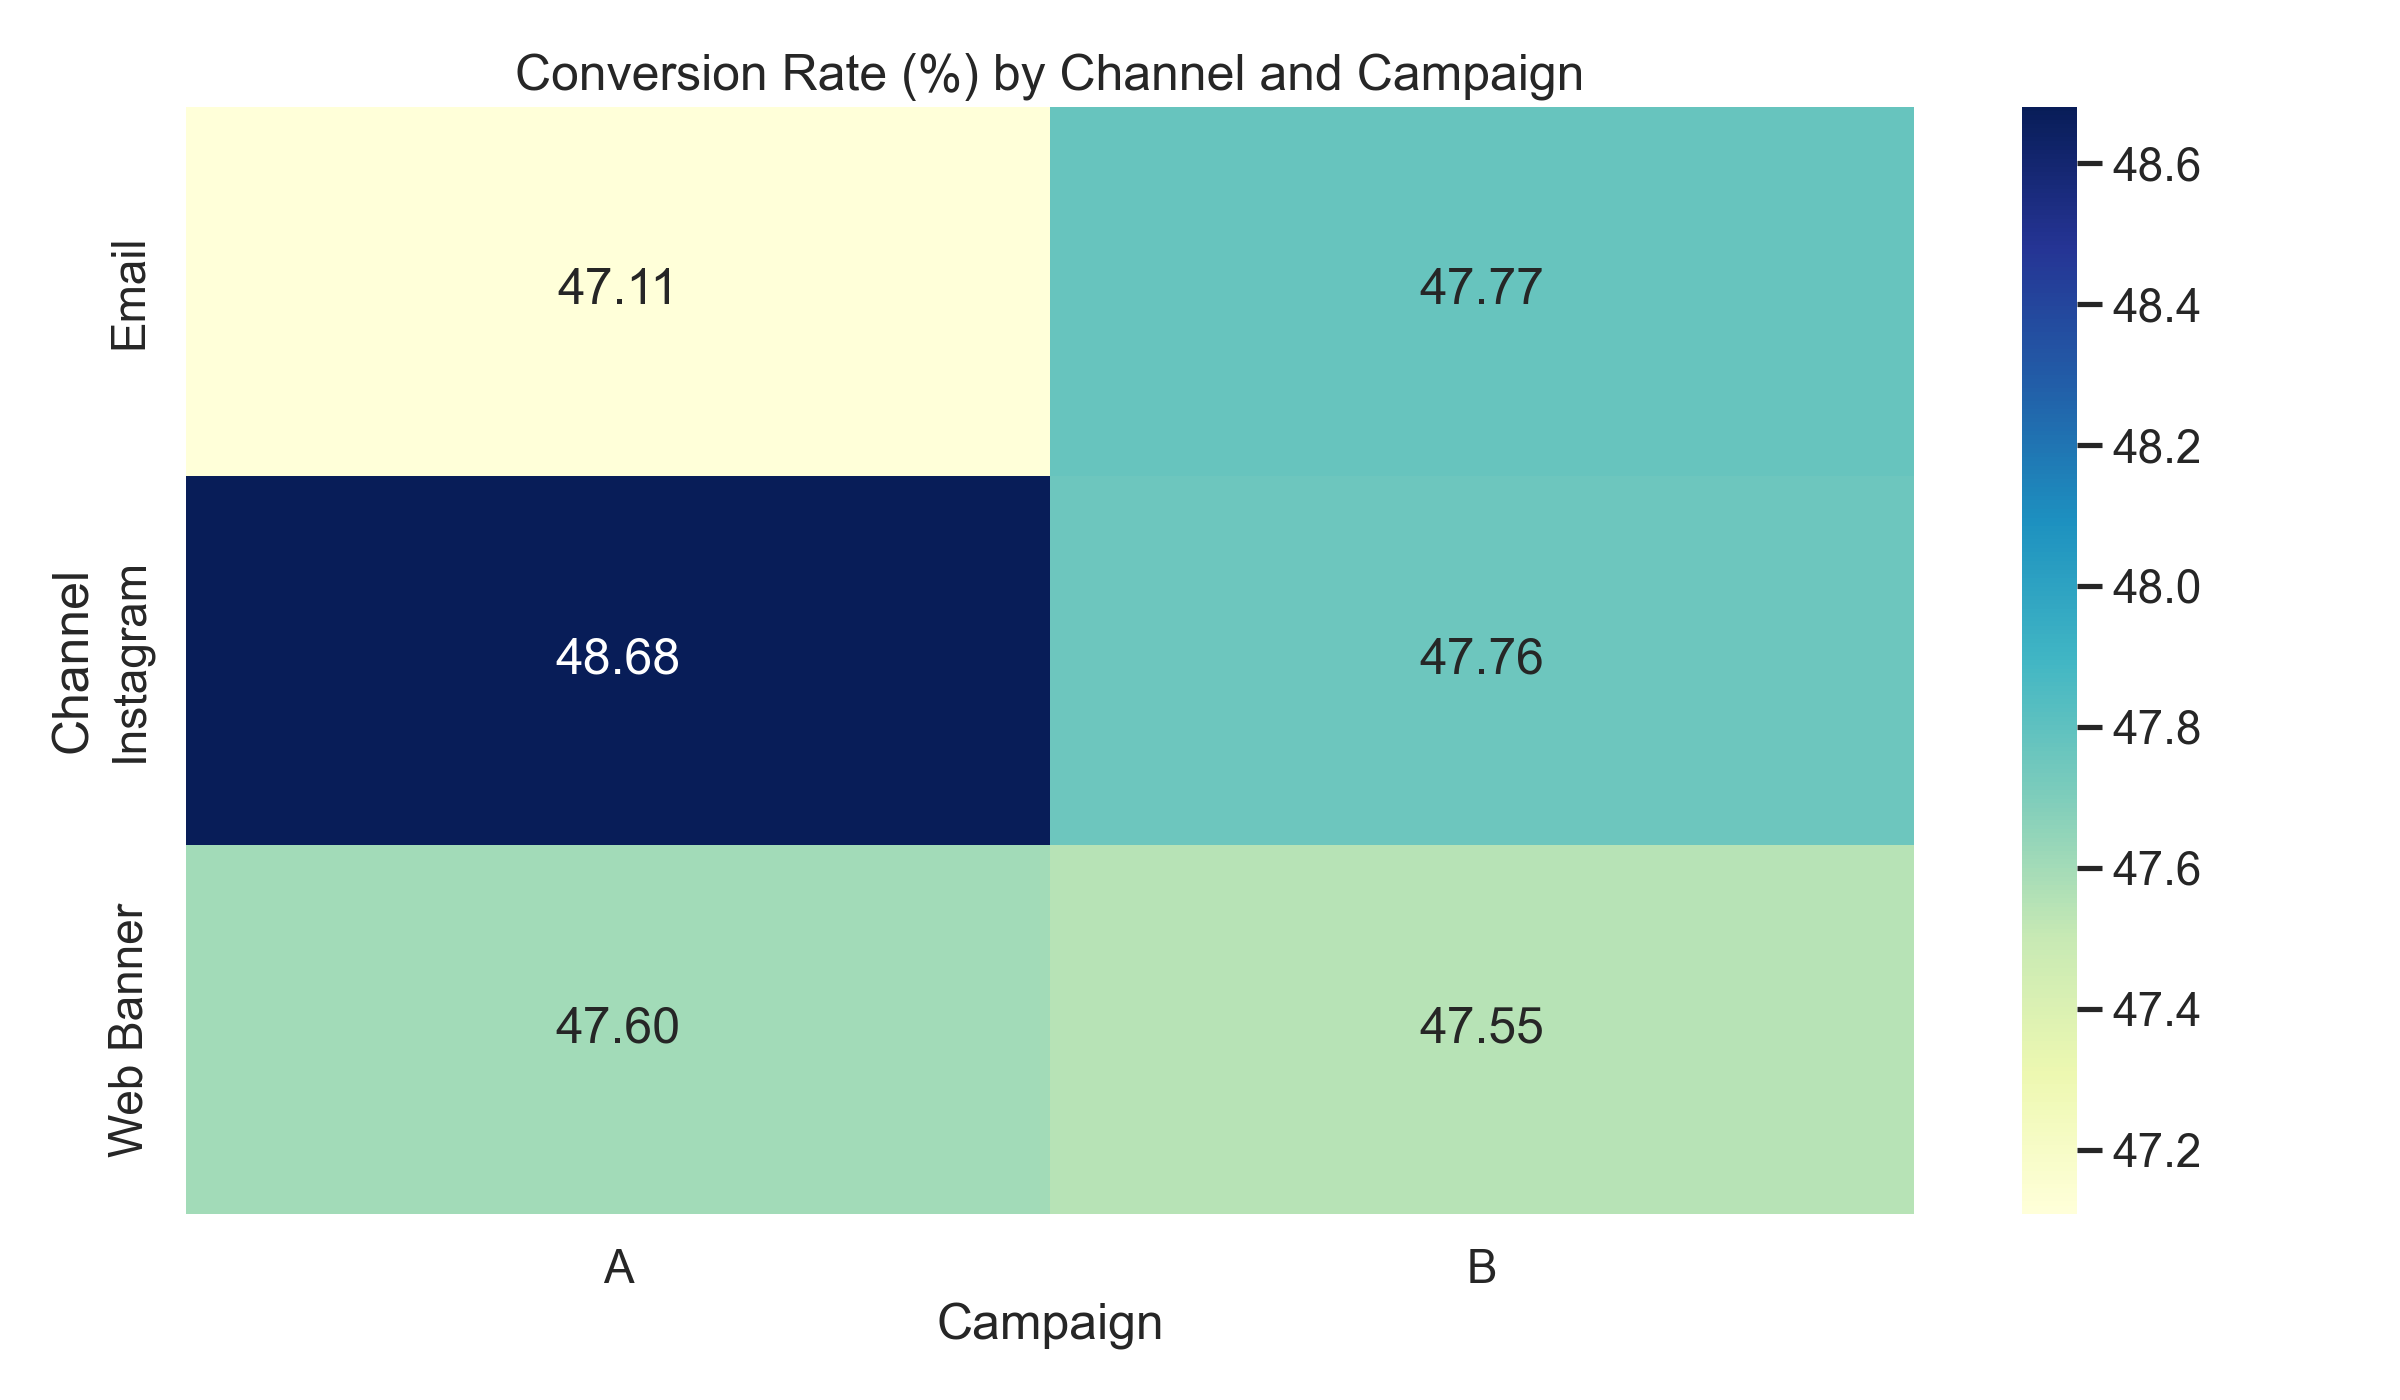 Conversion Rate (%) by Channel and Campaign
Channel
Email
47.11
47.77
Instagram
48.68
47.76
Web Banner
47.60
47.55
A
B
Campaign
48.6
48.4
48.2
48.0
47.8
47.6
47.4
47.2